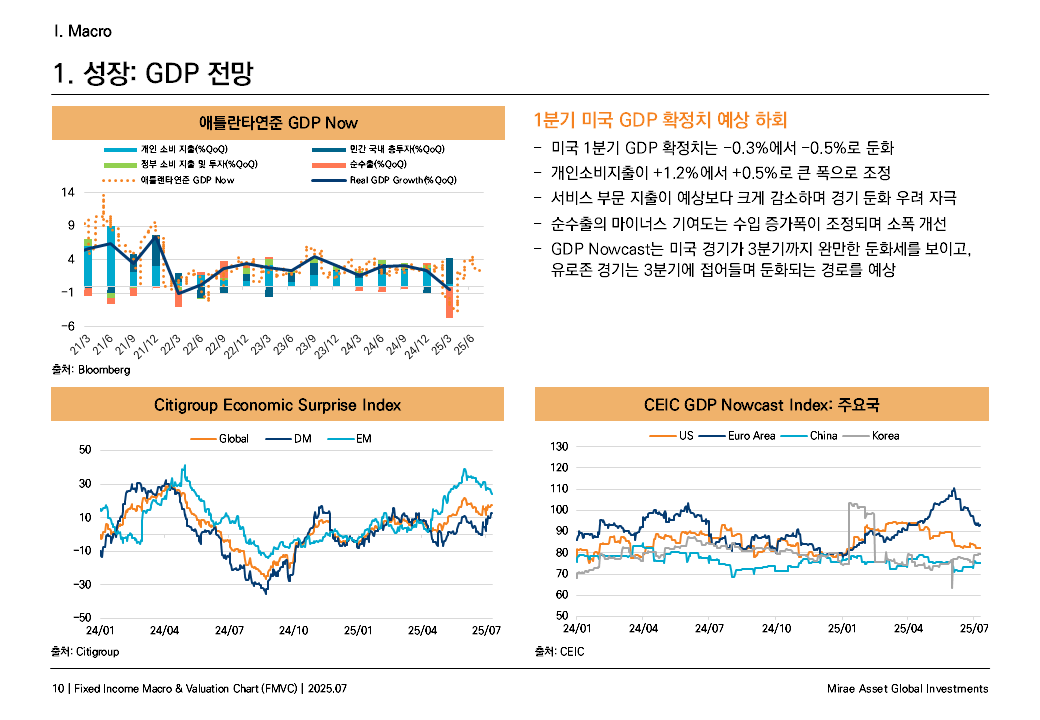 I. Macro
1. 성장: GDP 전망
애틀란타연준 GDP Now
개인 소비 지출(%QoQ)
민간 국내 총투자(%QoQ)
정부 소비 지출 및 투자(%QoQ)
순수출(%QoQ)
애틀랜타연준 GDP Now
Real GDP Growth(%QoQ)
14
9
4
−1
−6
21/3 21/6 21/9 21/12 22/3 22/6 22/9 22/12 23/3 23/6 23/9 23/12 24/3 24/6 24/9 24/12 25/3 25/6
출처: Bloomberg
1분기 미국 GDP 확정치 예상 하회
− 미국 1분기 GDP 확정치는 −0.3%에서 −0.5%로 둔화
− 개인소비지출이 +1.2%에서 +0.5%로 큰 폭으로 조정
− 서비스 부문 지출이 예상보다 크게 감소하며 경기 둔화 우려 자극
− 순수출의 마이너스 기여도는 수입 증가폭이 조정되며 소폭 개선
− GDP Nowcast는 미국 경기가 3분기까지 완만한 둔화세를 보이고,
유로존 경기는 3분기에 접어들며 둔화되는 경로를 예상
Citigroup Economic Surprise Index
Global DM EM
50
30
10
−10
−30
−50
24/01 24/04 24/07 24/10 25/01 25/04 25/07
출처: Citigroup
CEIC GDP Nowcast Index: 주요국
US Euro Area China Korea
130
120
110
100
90
80
70
60
50
24/01 24/04 24/07 24/10 25/01 25/04 25/07
출처: CEIC
10 | Fixed Income Macro & Valuation Chart (FMVC) | 2025.07
Mirae Asset Global Investments